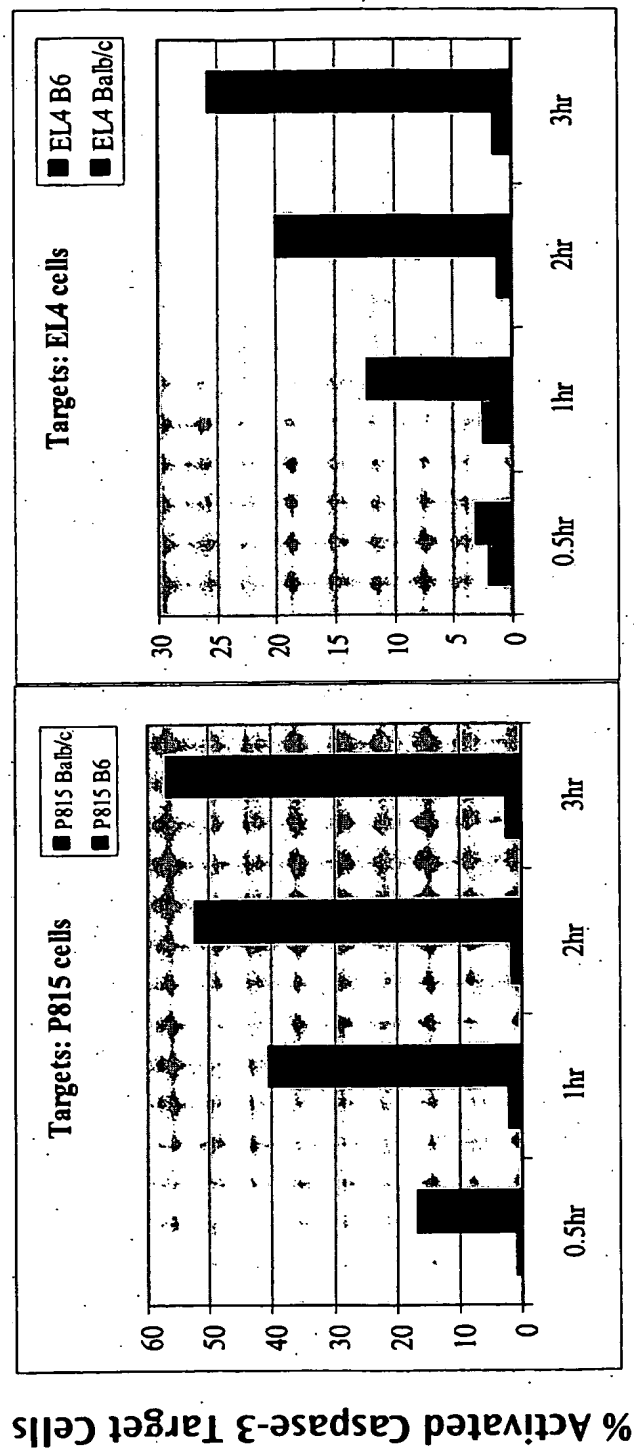 % Activated Caspase-3 Target Cells
Targets: P815 cells
P815 Balb/c
P815 B6
60
50
40
30
20
10
0
0.5hr
1hr
2hr
3hr
Targets: EL4 cells
EL4 B6
EL4 Balb/c
30
25
20
15
10
5
0
0.5hr
1hr
2hr
3hr